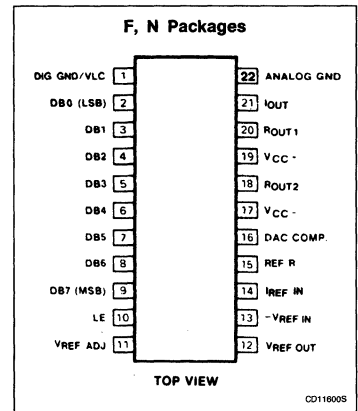 F, N Packages
DIG GND/VLC 1
22 ANALOG GND
DB0 (LSB) 2
21 IOUT
DB1 3
20 ROUT1
DB2 4
19 VCC -
DB3 5
18 ROUT2
DB4 6
17 VCC -
DB5 7
16 DAC COMP.
DB6 8
15 REF R
DB7 (MSB) 9
14 IREF IN
LE 10
13 -VREF IN
VREF ADJ 11
12 VREF OUT
TOP VIEW
CD11600S